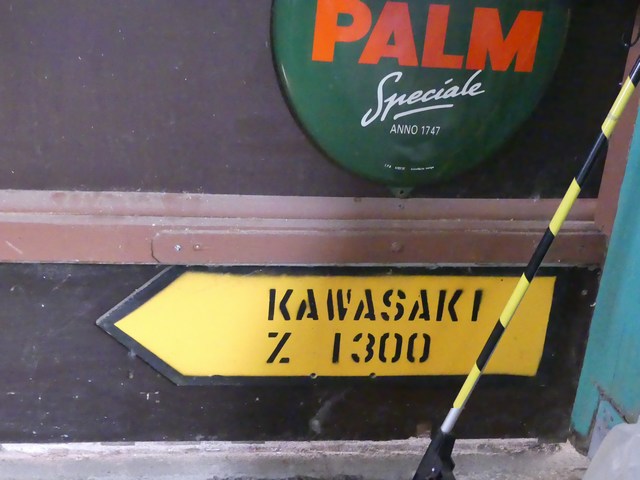 PALM
Speciale
ANNO 1747
KAWASAKI
Z 1300